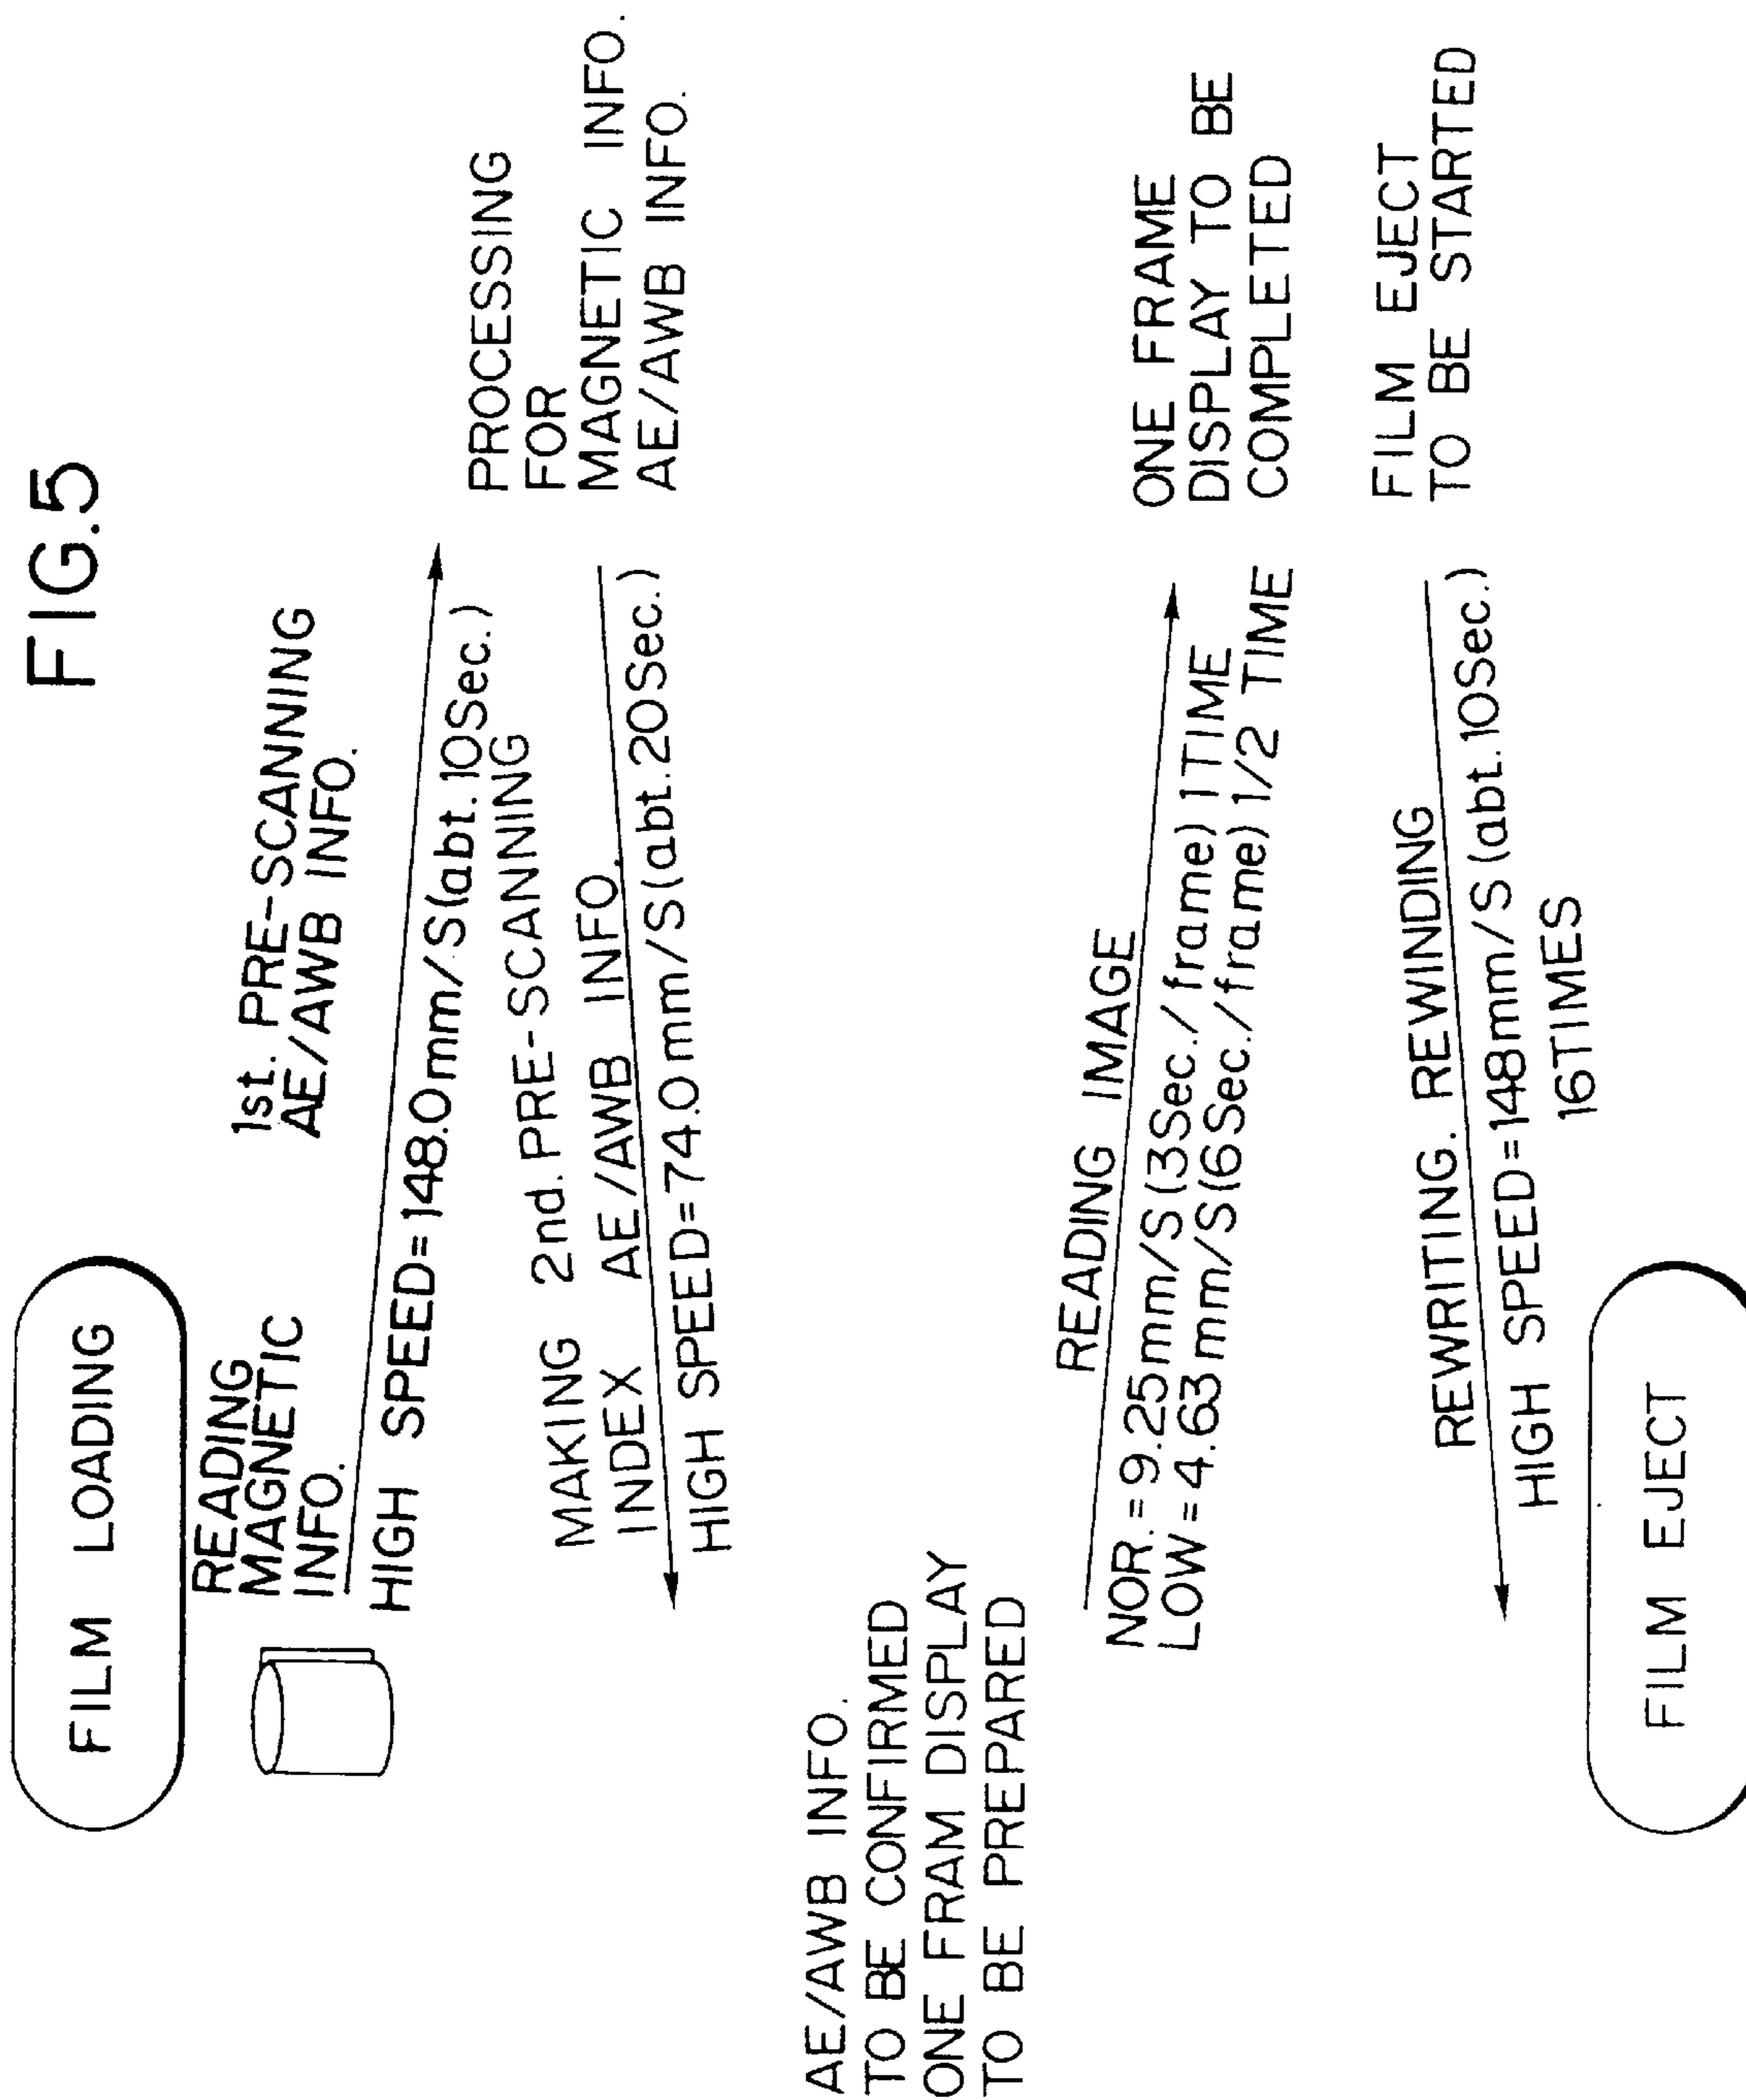 FIG.5
FILM LOADING
READING
MAGNETIC
INFO.
1st. PRE-SCANNING
AE/AWB INFO.
HIGH SPEED=148.0mm/S(abt.10Sec.)
PROCESSING
FOR
MAGNETIC INFO.
AE/AWB INFO.
MAKING 2nd.PRE-SCANNING
INDEX AE/AWB INFO.
HIGH SPEED=74.0mm/S(abt.20Sec.)
AE/AWB INFO.
TO BE CONFIRMED
ONE FRAM DISPLAY
TO BE PREPARED
READING IMAGE
NOR.=9.25mm/S(3Sec./frame) 1TIME
LOW=4.63mm/S(6Sec./frame) 1/2 TIME
ONE FRAME
DISPLAY TO BE
COMPLETED
FILM EJECT
TO BE STARTED
REWRITING. REWINDING
HIGH SPEED=148mm/S(abt.10Sec.)
16TIMES
FILM EJECT